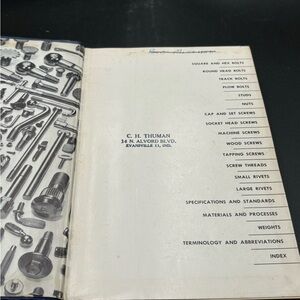 C. H. THUMAN
14 N. ALVORD BLVD.
EVANSVILLE 11, IND.
SQUARE AND HEX BOLTS
ROUND HEAD BOLTS
TRACK BOLTS
PLOW BOLTS
STUDS
NUTS
CAP AND SET SCREWS
SOCKET HEAD SCREWS
MACHINE SCREWS
WOOD SCREWS
TAPPING SCREWS
SCREW THREADS
SMALL RIVETS
LARGE RIVETS
SPECIFICATIONS AND STANDARDS
MATERIALS AND PROCESSES
WEIGHTS
TERMINOLOGY AND ABBREVIATIONS
INDEX